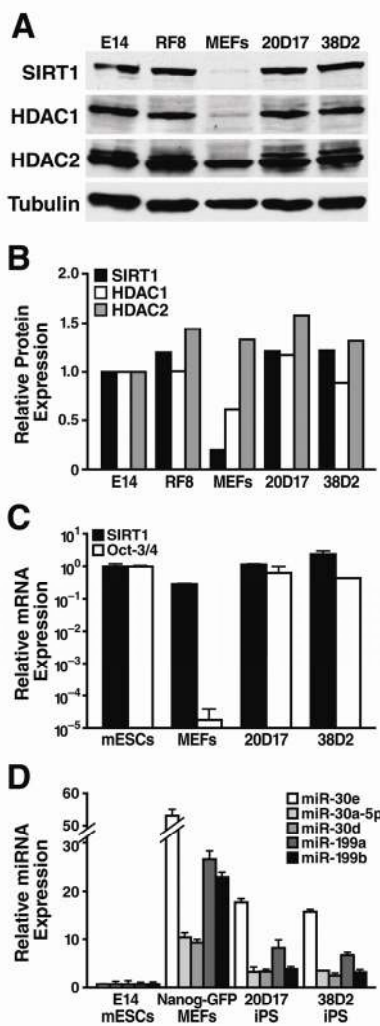 A
E14 RF8 MEFs 20D17 38D2
SIRT1
HDAC1
HDAC2
Tubulin
B
Relative Protein Expression
2.0
1.5
1.0
0.5
0
SIRT1
HDAC1
HDAC2
E14 RF8 MEFs 20D17 38D2
C
Relative mRNA Expression
10¹
10⁰
10⁻¹
10⁻²
10⁻³
10⁻⁴
10⁻⁵
SIRT1
Oct-3/4
mESCs MEFs 20D17 38D2
D
Relative miRNA Expression
60
50
30
20
10
0
miR-30e
miR-30a-5p
miR-30d
miR-199a
miR-199b
E14 Nanog-GFP 20D17 38D2
mESCs MEFs iPS iPS